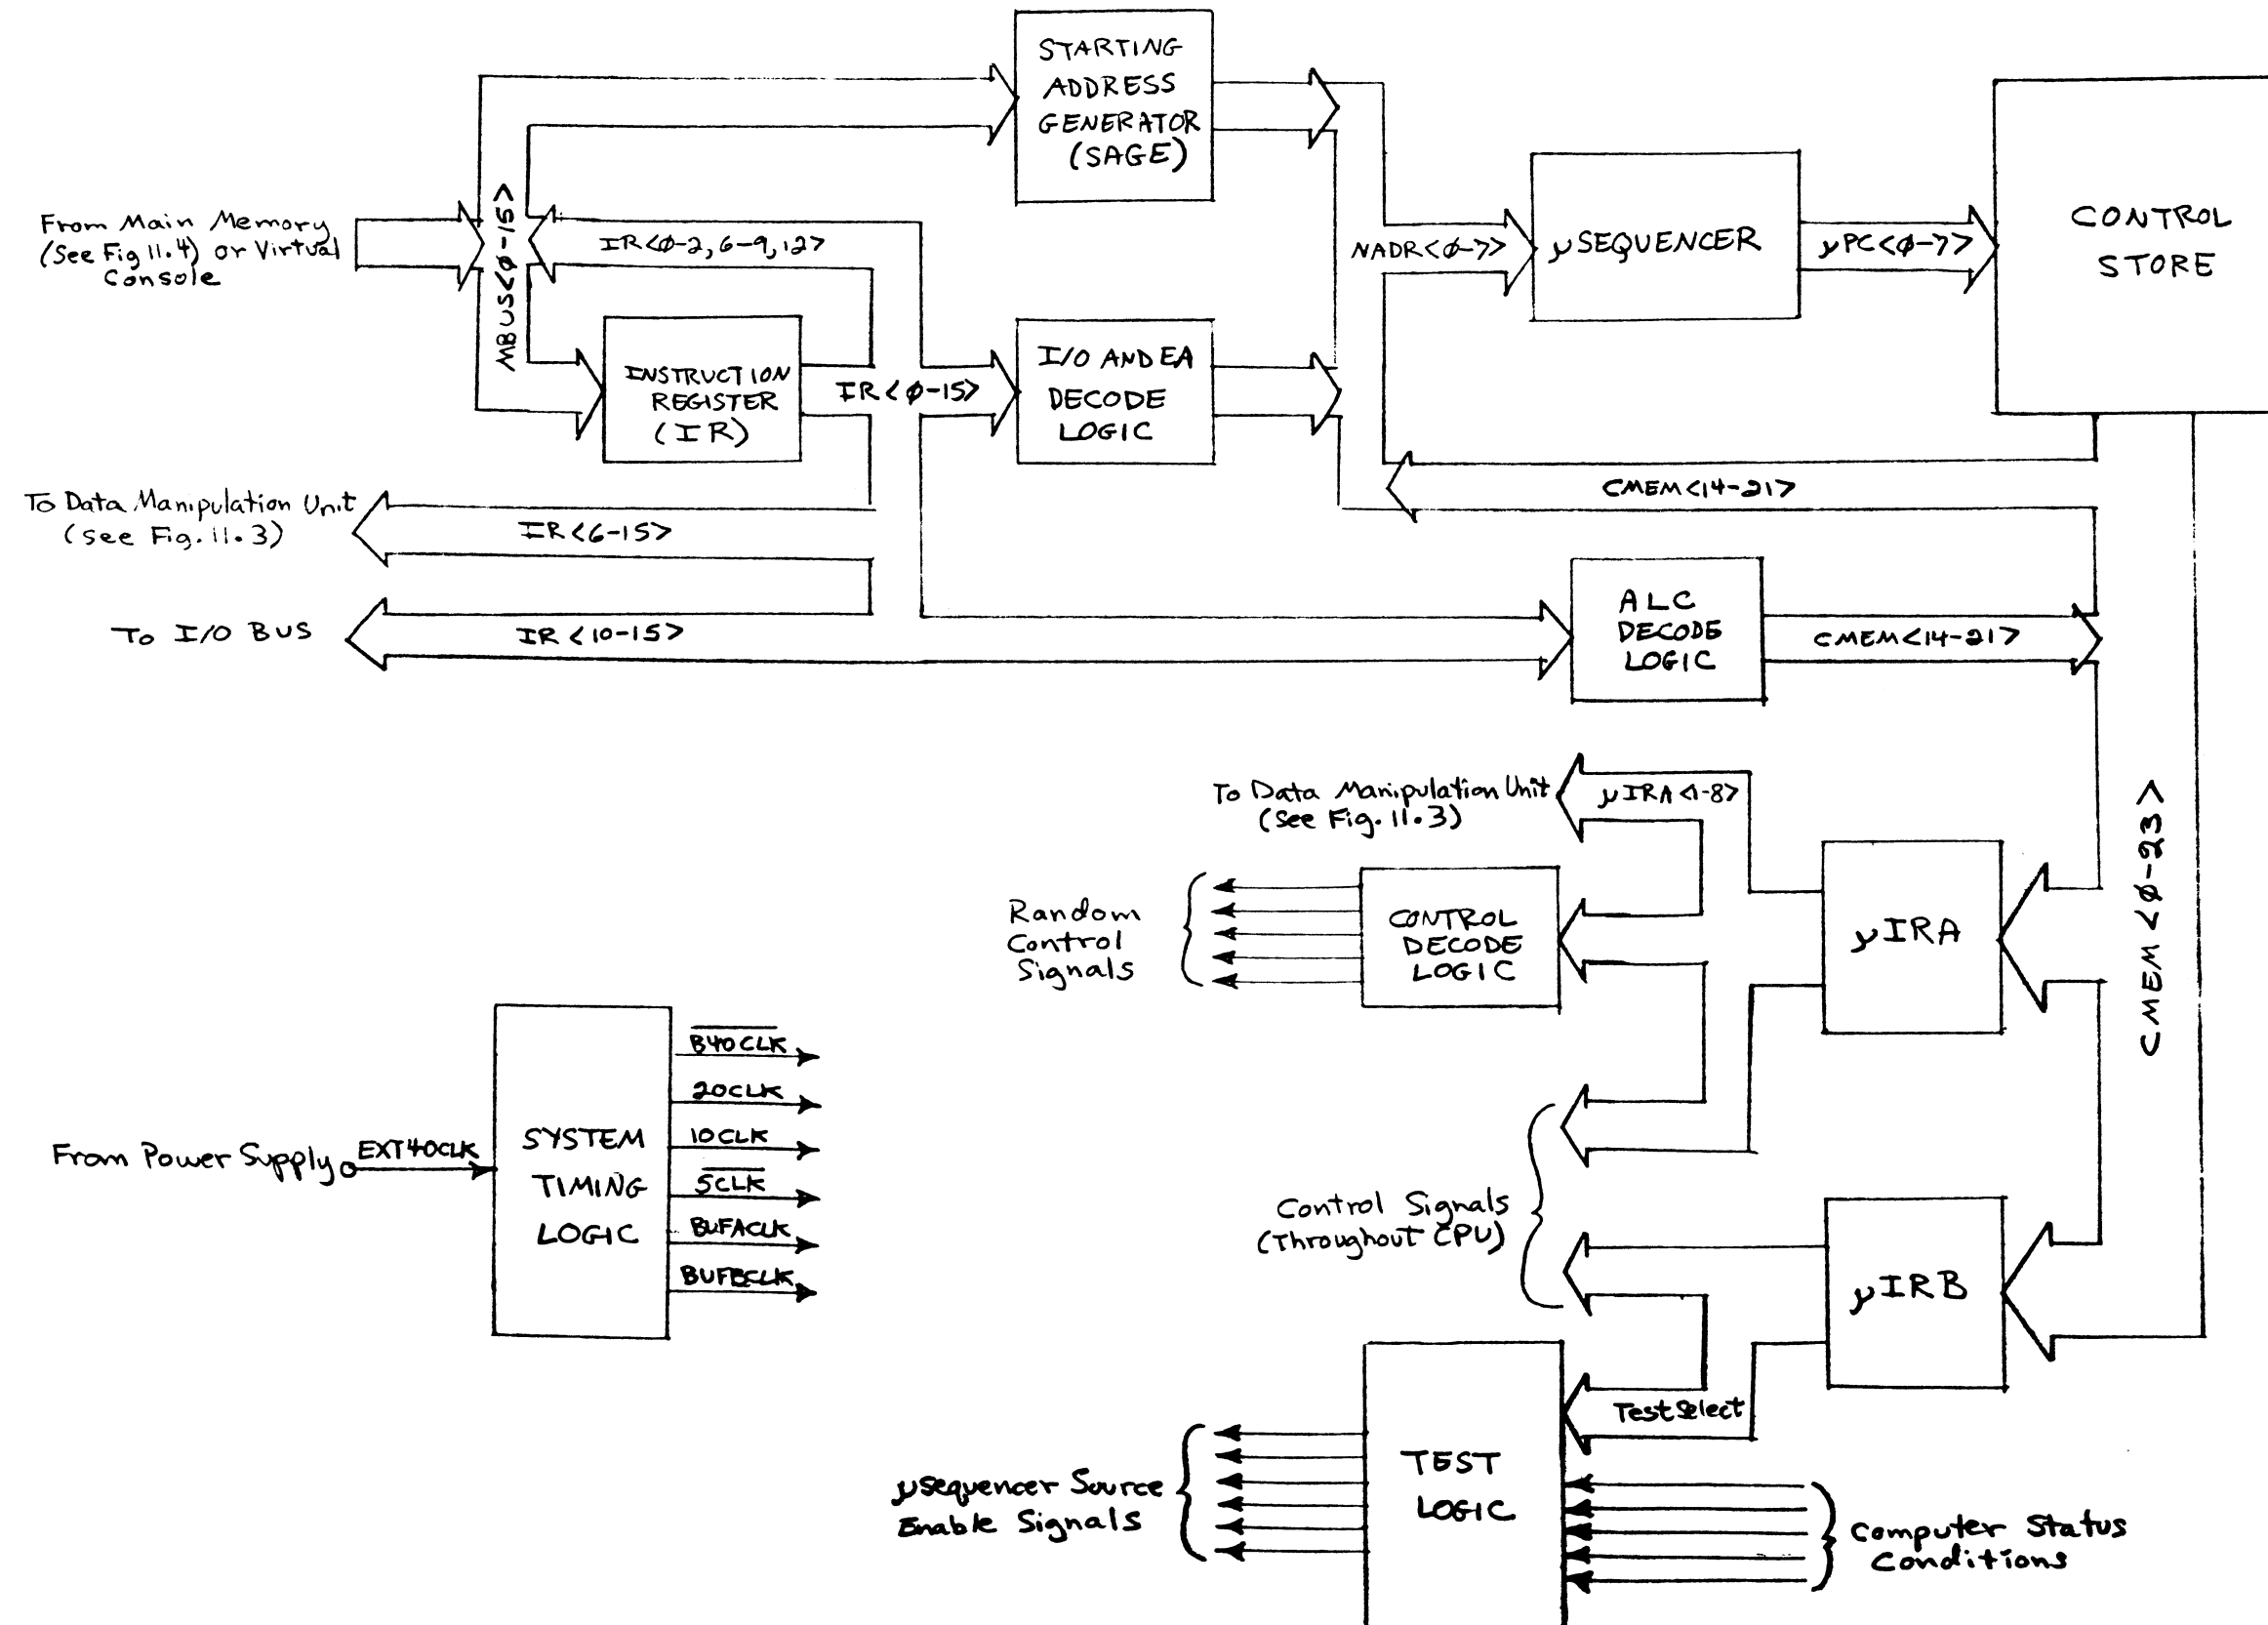 STARTING
ADDRESS
GENERATOR
(SAGE)
From Main Memory
(See Fig 11.4) or Virtual
Console
MBUS<φ-15>
IR<φ-2, 6-9, 12>
NADR<φ-7>
μSEQUENCER
μPC<φ-7>
CONTROL
STORE
INSTRUCTION
REGISTER
(IR)
IR<φ-15>
I/O AND EA
DECODE
LOGIC
CMEM<14-21>
To Data Manipulation Unit
(see Fig. 11.3)
IR<6-15>
To I/O BUS
IR<10-15>
ALC
DECODE
LOGIC
CMEM<14-21>
To Data Manipulation Unit
(See Fig. 11.3)
μIRA<1-8>
CMEM<φ-23>
Random
Control
Signals
CONTROL
DECODE
LOGIC
μIRA
From Power Supply
EXT40CLK
SYSTEM
TIMING
LOGIC
B40CLK
20CLK
10CLK
5CLK
BUFACLK
BUFBCLK
Control Signals
(Throughout CPU)
μIRB
Test Select
μSequencer Source
Enable Signals
TEST
LOGIC
Computer Status
Conditions